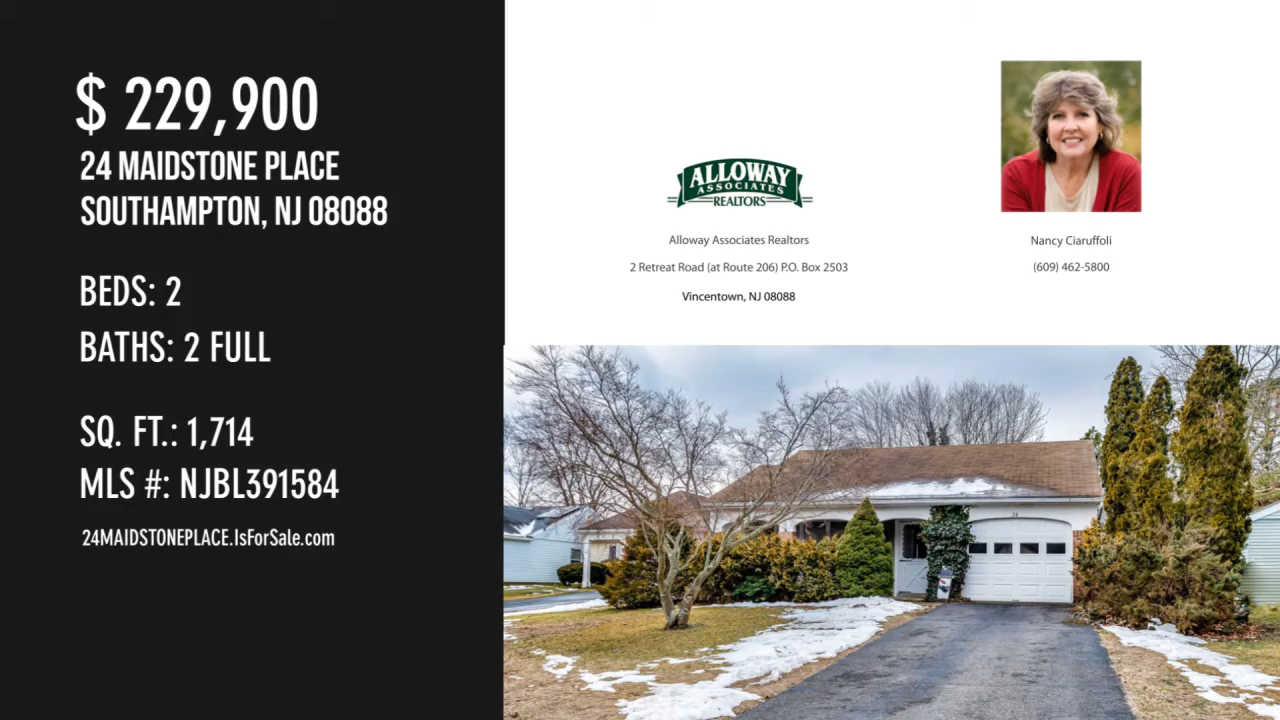 $ 229,900
24 MAIDSTONE PLACE
SOUTHAMPTON, NJ 08088
BEDS: 2
BATHS: 2 FULL
SQ. FT.: 1,714
MLS #: NJBL391584
24MAIDSTONEPLACE.IsForSale.com
ALLOWAY
ASSOCIATES
REALTORS
Alloway Associates Realtors
2 Retreat Road (at Route 206) P.O. Box 2503
Vincentown, NJ 08088
Nancy Ciaruffoli
(609) 462-5800
24